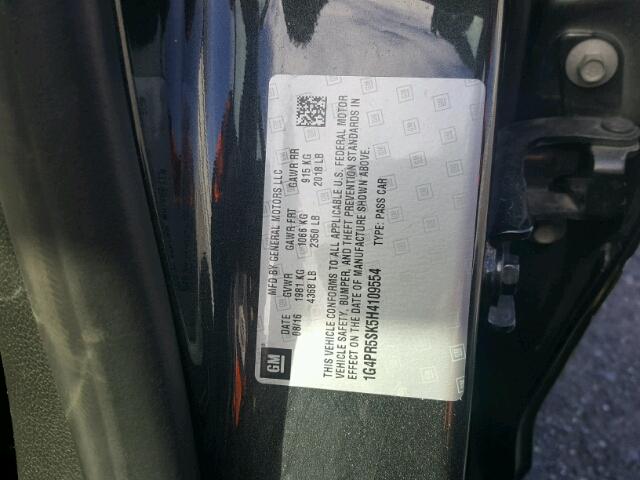 MFD BY GENERAL MOTORS LLC
DATE GVWR GAWR FRT GAWR RR
08/16 1981 KG 1066 KG 915 KG
4368 LB 2350 LB 2018 LB
GM
THIS VEHICLE CONFORMS TO ALL APPLICABLE U.S. FEDERAL MOTOR
VEHICLE SAFETY, BUMPER, AND THEFT PREVENTION STANDARDS IN
EFFECT ON THE DATE OF MANUFACTURE SHOWN ABOVE.
TYPE: PASS CAR
1G4PR5SK5H4109554